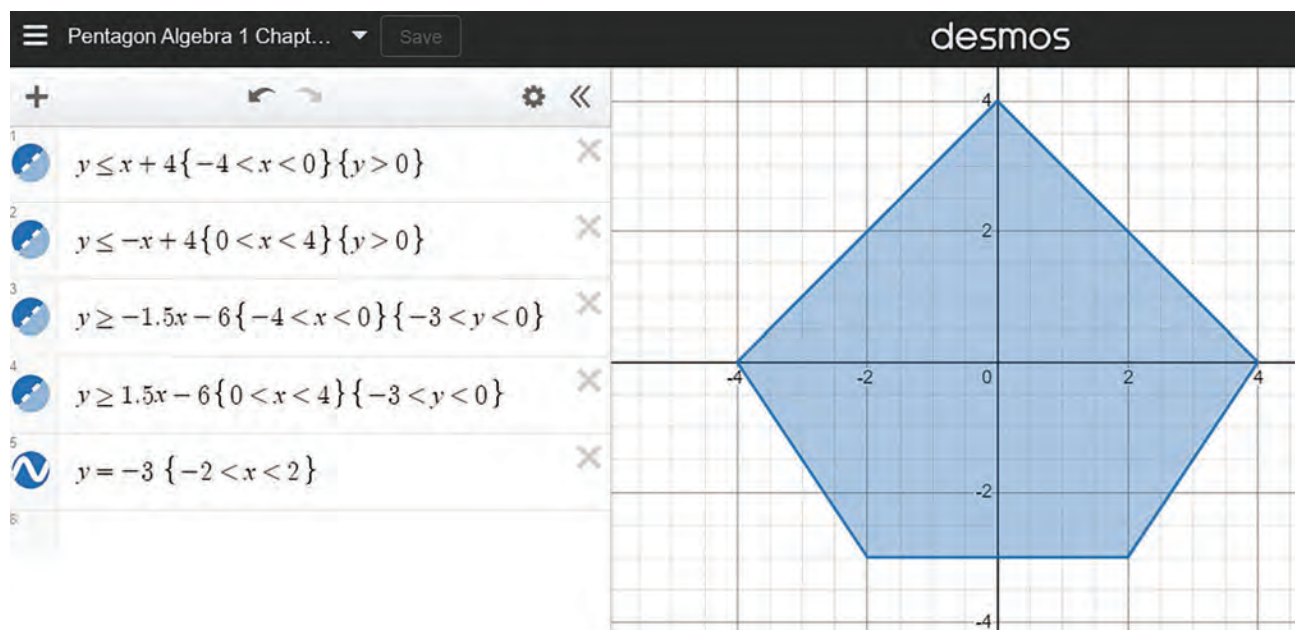 Pentagon Algebra 1 Chapt... Save desmos
1
y ≤ x + 4{−4 < x < 0}{y > 0}
2
y ≤ −x + 4{0 < x < 4}{y > 0}
3
y ≥ −1.5x − 6{−4 < x < 0}{−3 < y < 0}
4
y ≥ 1.5x − 6{0 < x < 4}{−3 < y < 0}
5
y = −3 {−2 < x < 2}
6
4
2
-4 -2 0 2 4
-2
-4